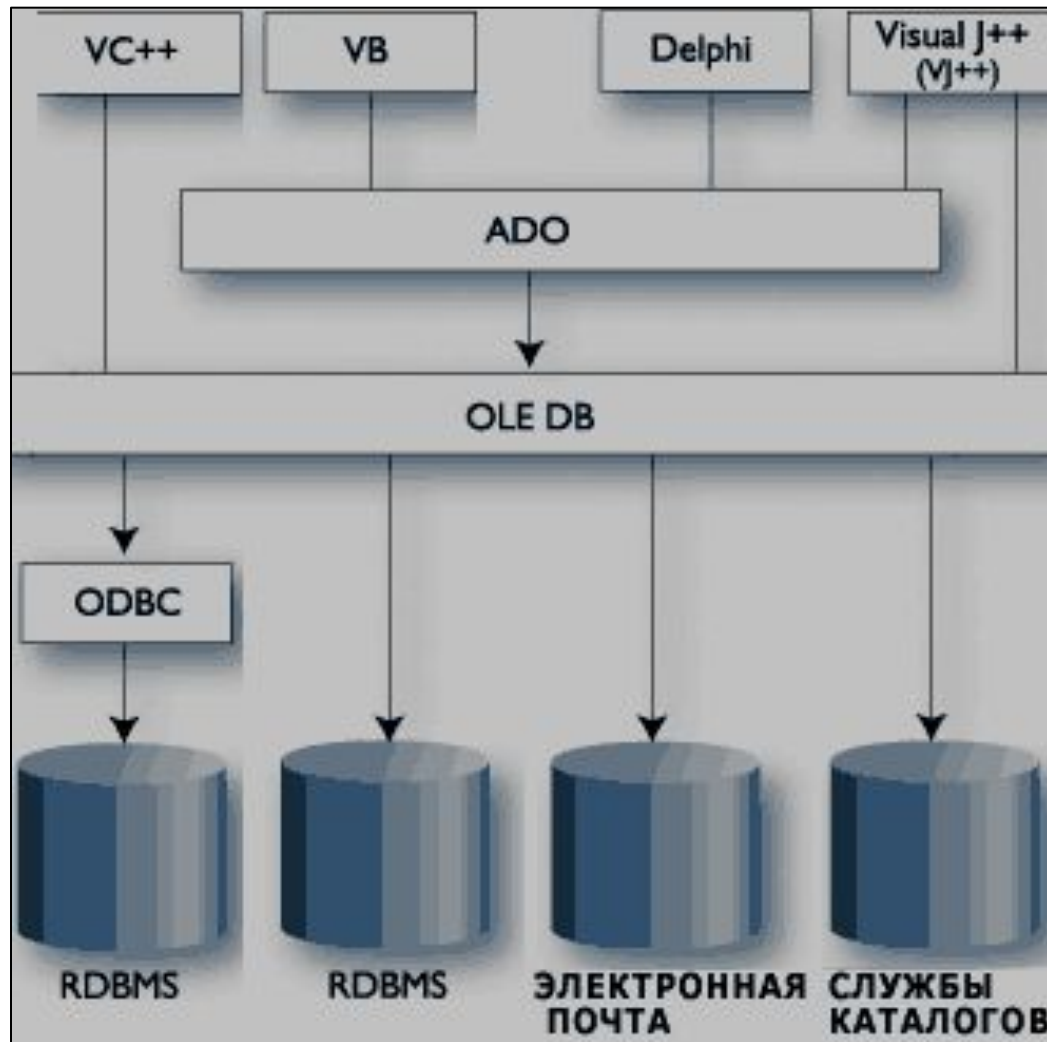 VC++
VB
Delphi
Visual J++
(VJ++)
ADO
OLE DB
ODBC
RDBMS
RDBMS
ЭЛЕКТРОННАЯ
ПОЧТА
СЛУЖБЫ
КАТАЛОГОВ